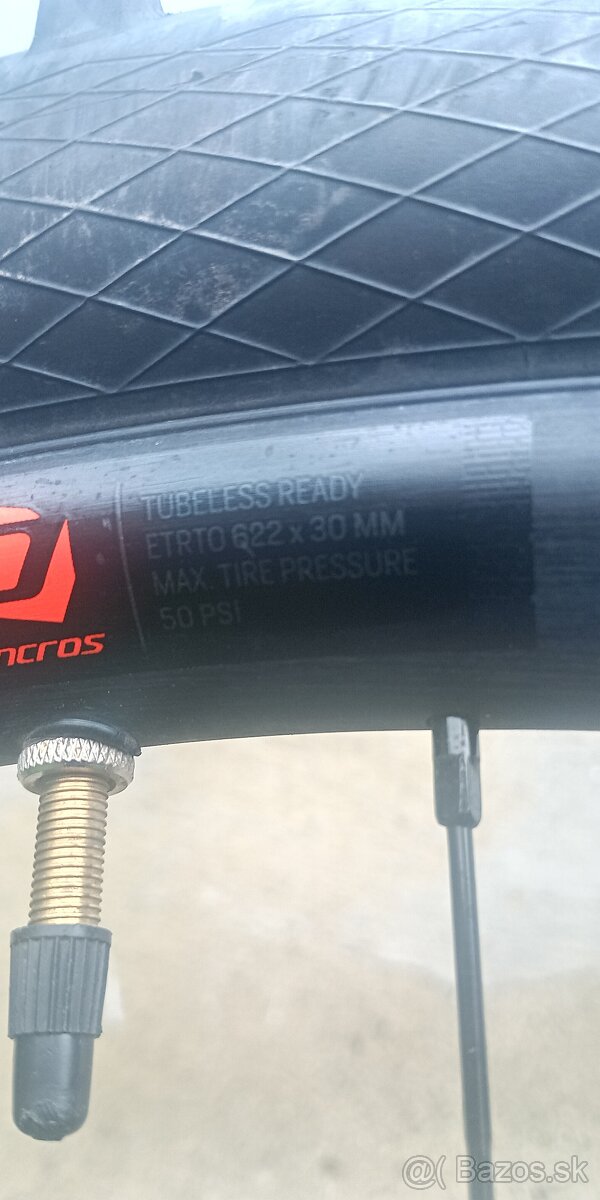 TUBELESS READY
ETRTO 622 x 30 MM
MAX. TIRE PRESSURE
50 PSI
ncros
Bazos.sk